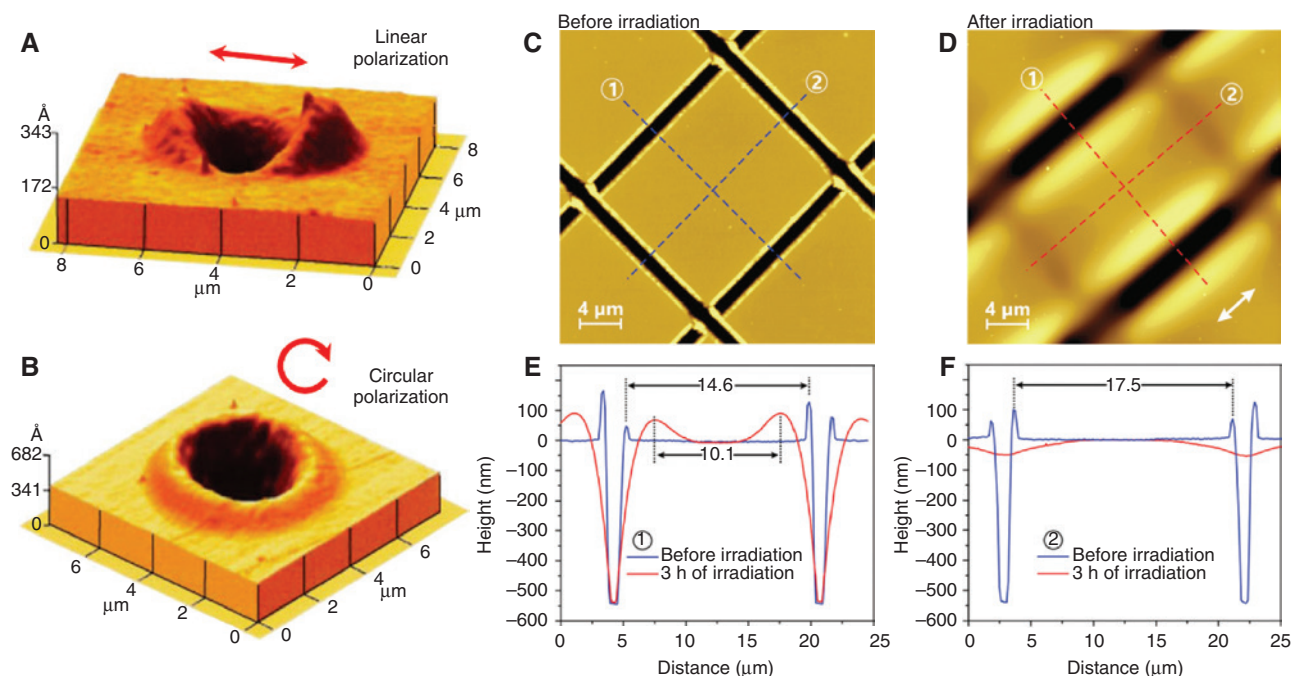 A
Linear
polarization
Å
343
172
0
8
6
4
2
0
μm
0
2
4
6
8
μm
B
Circular
polarization
Å
682
341
0
6
4
2
0
μm
0
2
4
6
μm
Before irradiation
C
①
②
4 μm
After irradiation
D
①
②
4 μm
E
14.6
10.1
Height (nm)
100
0
−100
−200
−300
−400
−500
−600
①
Before irradiation
3 h of irradiation
0
5
10
15
20
25
Distance (μm)
F
17.5
Height (nm)
100
0
−100
−200
−300
−400
−500
−600
②
Before irradiation
3 h of irradiation
0
5
10
15
20
25
Distance (μm)